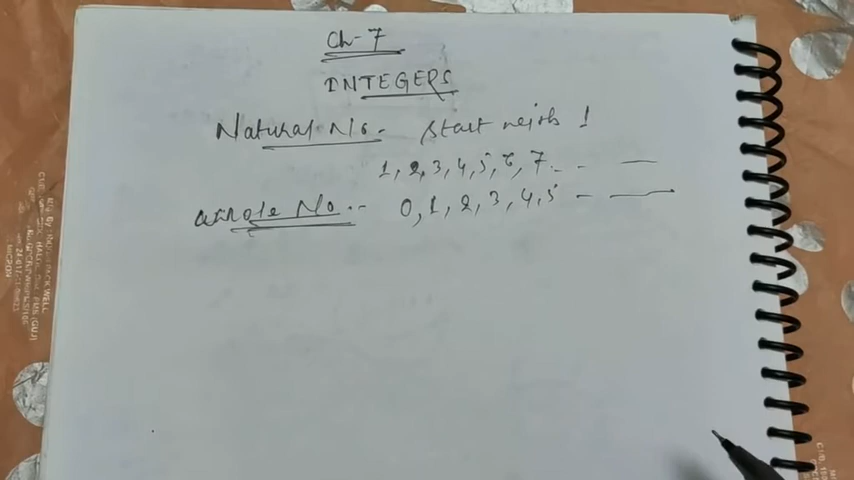 Ch-7
INTEGERS
Natural No.- start with 1
1, 2, 3, 4, 5, 6, 7 - -
whole No.- 0, 1, 2, 3, 4, 5 -